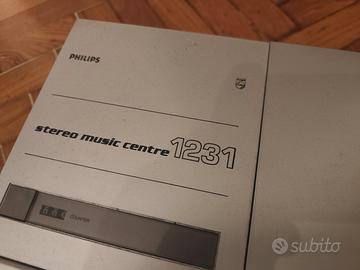 PHILIPS
stereo music centre 1231
COUNTER
subito